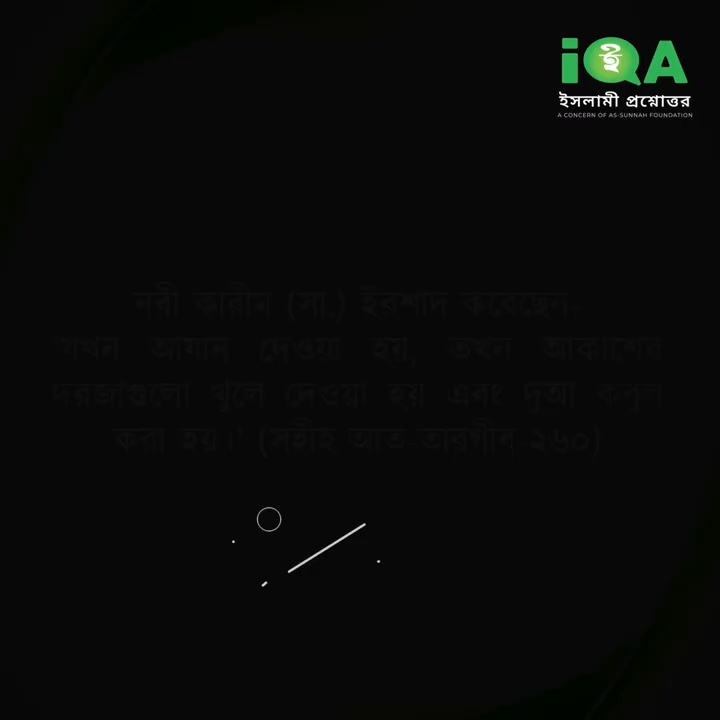 iQA
ই
ইসলামী প্রশ্নোত্তর
A CONCERN OF AS-SUNNAH FOUNDATION
নবী কারীম (সা.) ইরশাদ করেছেন-
'যখন আযান দেওয়া হয়, তখন আকাশের
দরজাগুলো খুলে দেওয়া হয় এবং দুআ কবুল
করা হয়।' (সহীহ আত-তারগীব, ২৬০)